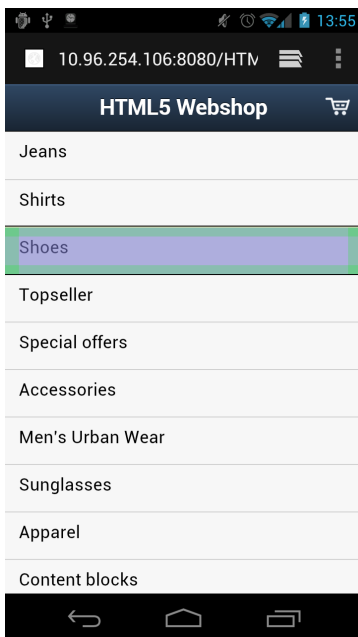 13:55
10.96.254.106:8080/HTM
HTML5 Webshop
Jeans
Shirts
Shoes
Topseller
Special offers
Accessories
Men's Urban Wear
Sunglasses
Apparel
Content blocks